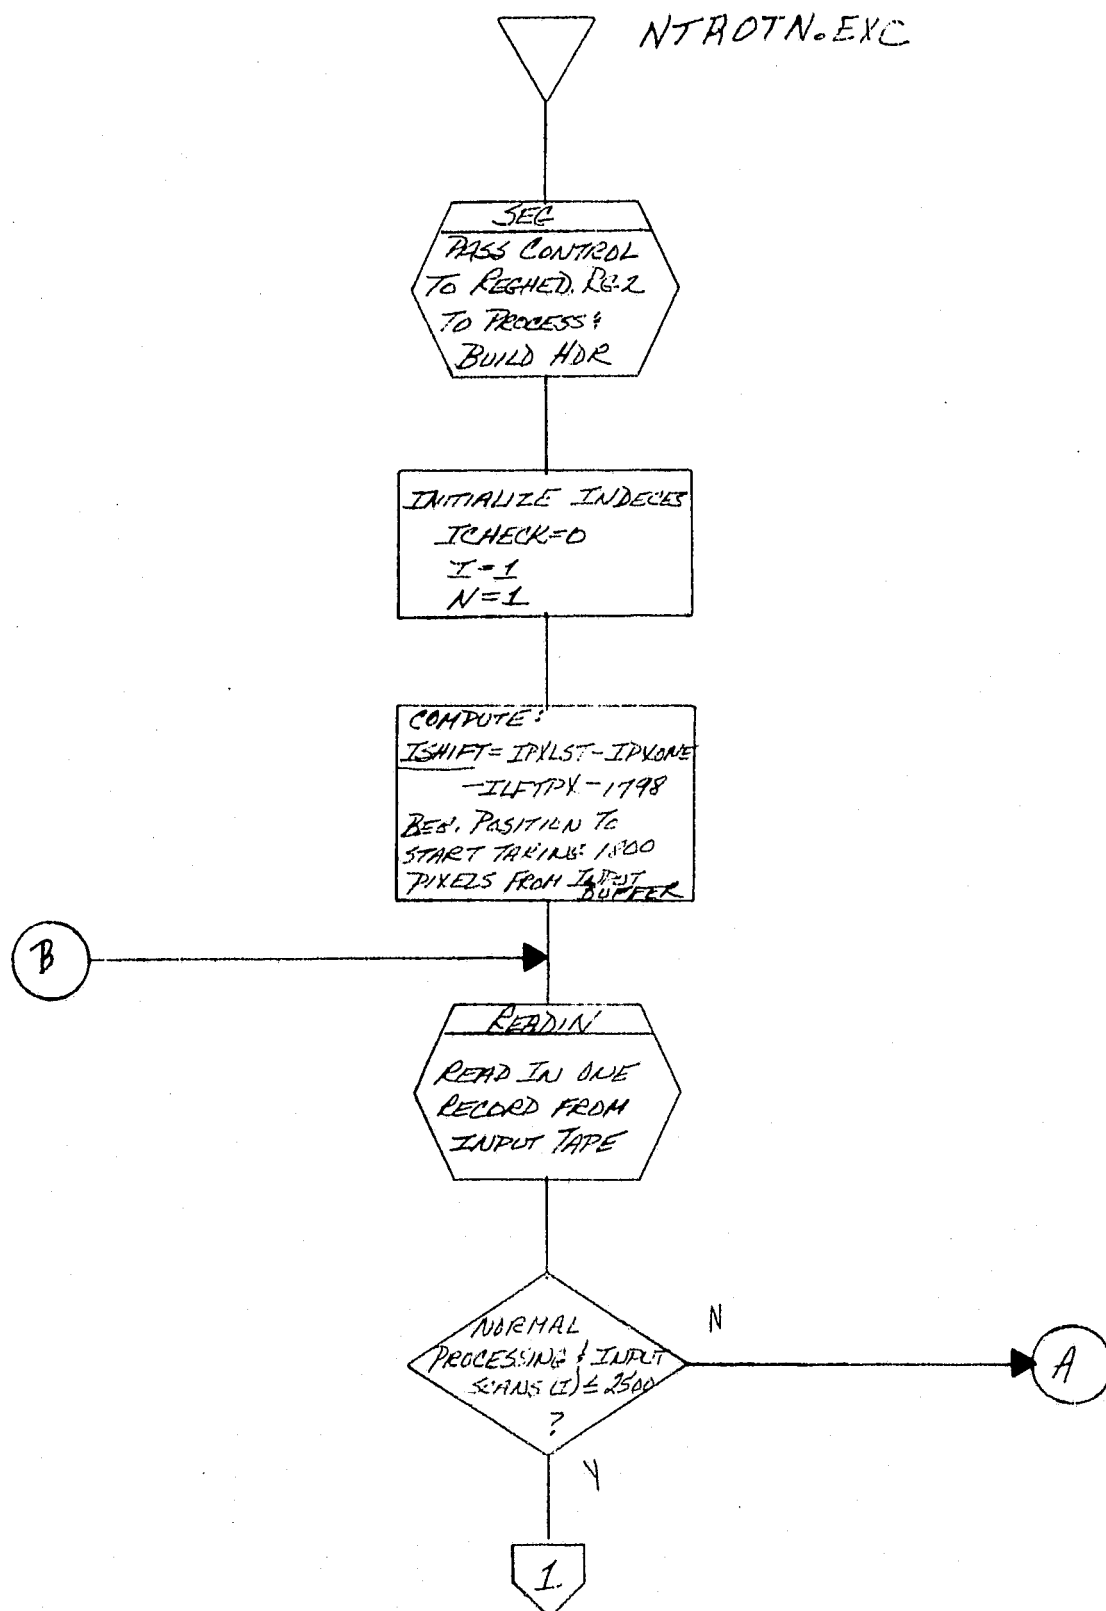 NTROTN.EXC
SEG
PASS CONTROL
TO REGHED.RG2
TO PROCESS &
BUILD HDR
INITIALIZE INDECES
ICHECK=0
I=1
N=1
COMPUTE:
ISHIFT=IPXLST-IPXONE
-ILFTPX-1798
BEG. POSITION TO
START TAKING 1800
PIXELS FROM INPUT
BUFFER
B
READIN
READ IN ONE
RECORD FROM
INPUT TAPE
NORMAL
PROCESSING & INPUT
SCANS (I) ≤ 2500
?
N
A
Y
1.